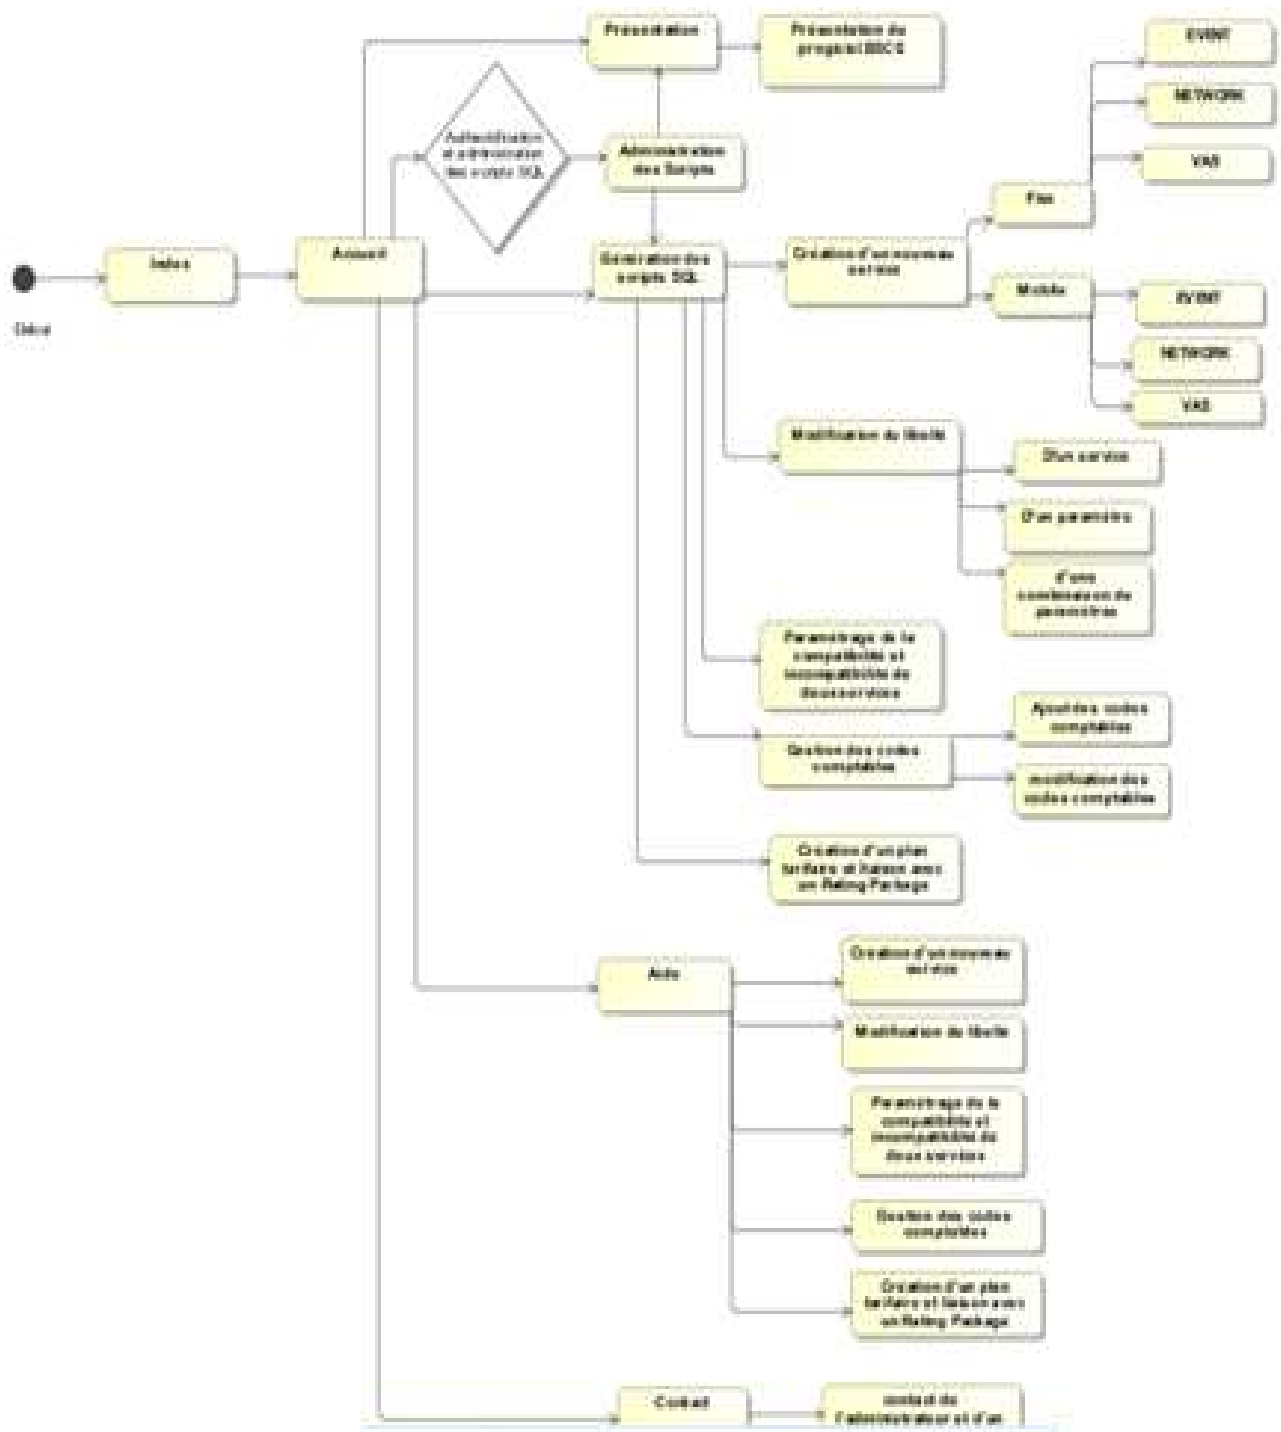 Présentation
Présentation du
progiciel BSCS
EVENT
NETWORK
VAS
Authentification
et administration
des scripts SQL
Administration
des Scripts
Fixe
Index
Accueil
Génération des
scripts SQL
Création d'un nouveau
service
Mobile
EVENT
NETWORK
VAS
Début
Modification du libellé
D'un service
D'un paramètre
d'une
combinaison de
paramètres
Paramétrage de la
compatibilité et
incompatibilité de
deux services
Ajout des codes
comptables
Gestion des codes
comptables
modification des
codes comptables
Création d'un plan
tarifaire et liaison avec
un Rating Package
Aide
Création d'un nouveau
service
Modification du libellé
Paramétrage de la
compatibilité et
incompatibilité de
deux services
Gestion des codes
comptables
Création d'un plan
tarifaire et liaison avec
un Rating Package
Contact
contact de
l'administrateur et d'un